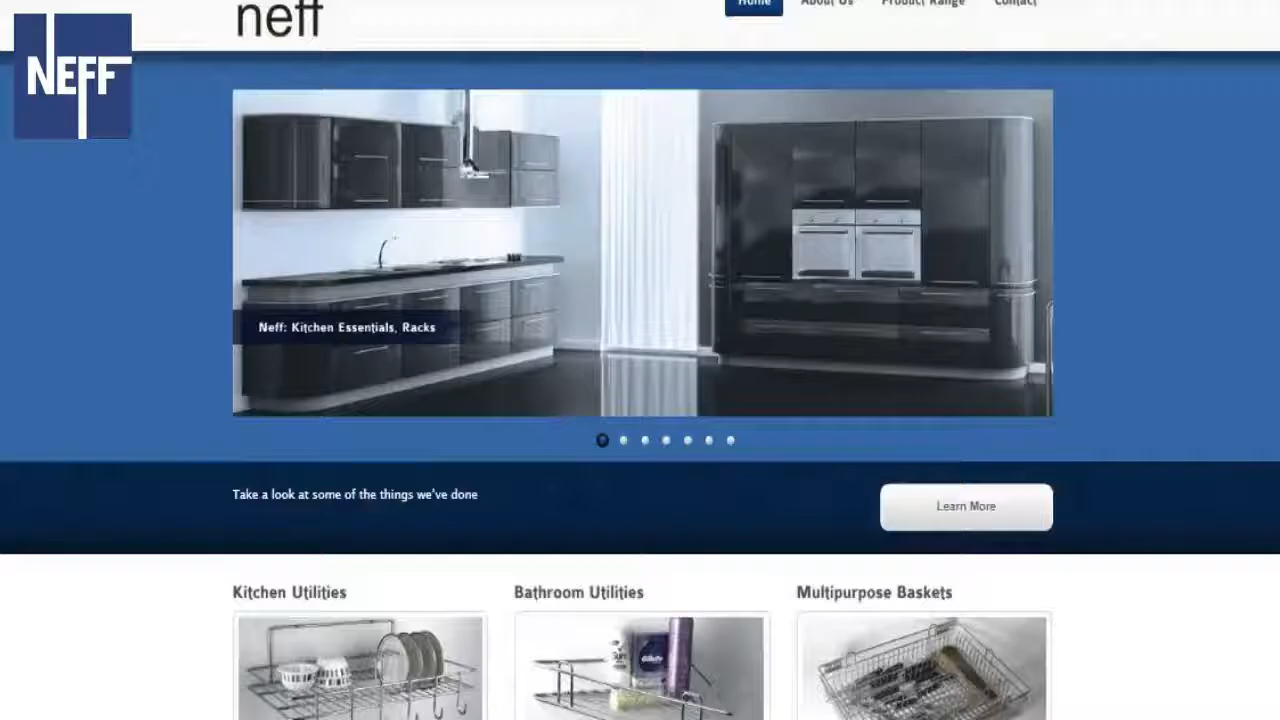 neff
Home About Us Product Range Contact
NEFF
Neff: Kitchen Essentials, Racks
Take a look at some of the things we've done
Learn More
Kitchen Utilities Bathroom Utilities Multipurpose Baskets
Gillette